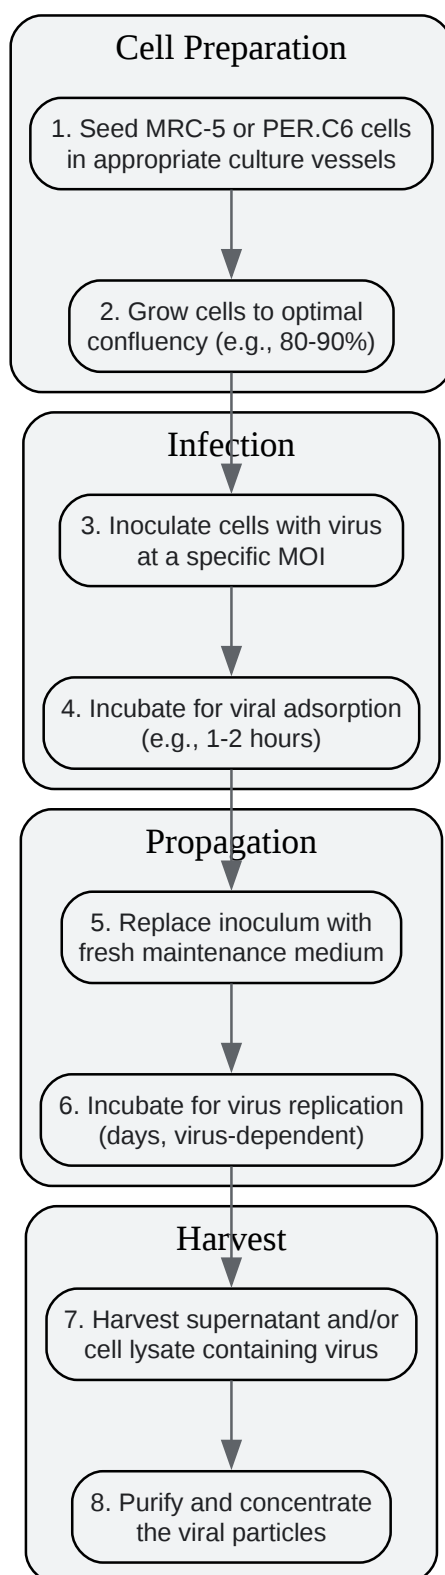 Cell Preparation
1. Seed MRC-5 or PER.C6 cells
in appropriate culture vessels
2. Grow cells to optimal
confluency (e.g., 80-90%)
Infection
3. Inoculate cells with virus
at a specific MOI
4. Incubate for viral adsorption
(e.g., 1-2 hours)
Propagation
5. Replace inoculum with
fresh maintenance medium
6. Incubate for virus replication
(days, virus-dependent)
Harvest
7. Harvest supernatant and/or
cell lysate containing virus
8. Purify and concentrate
the viral particles